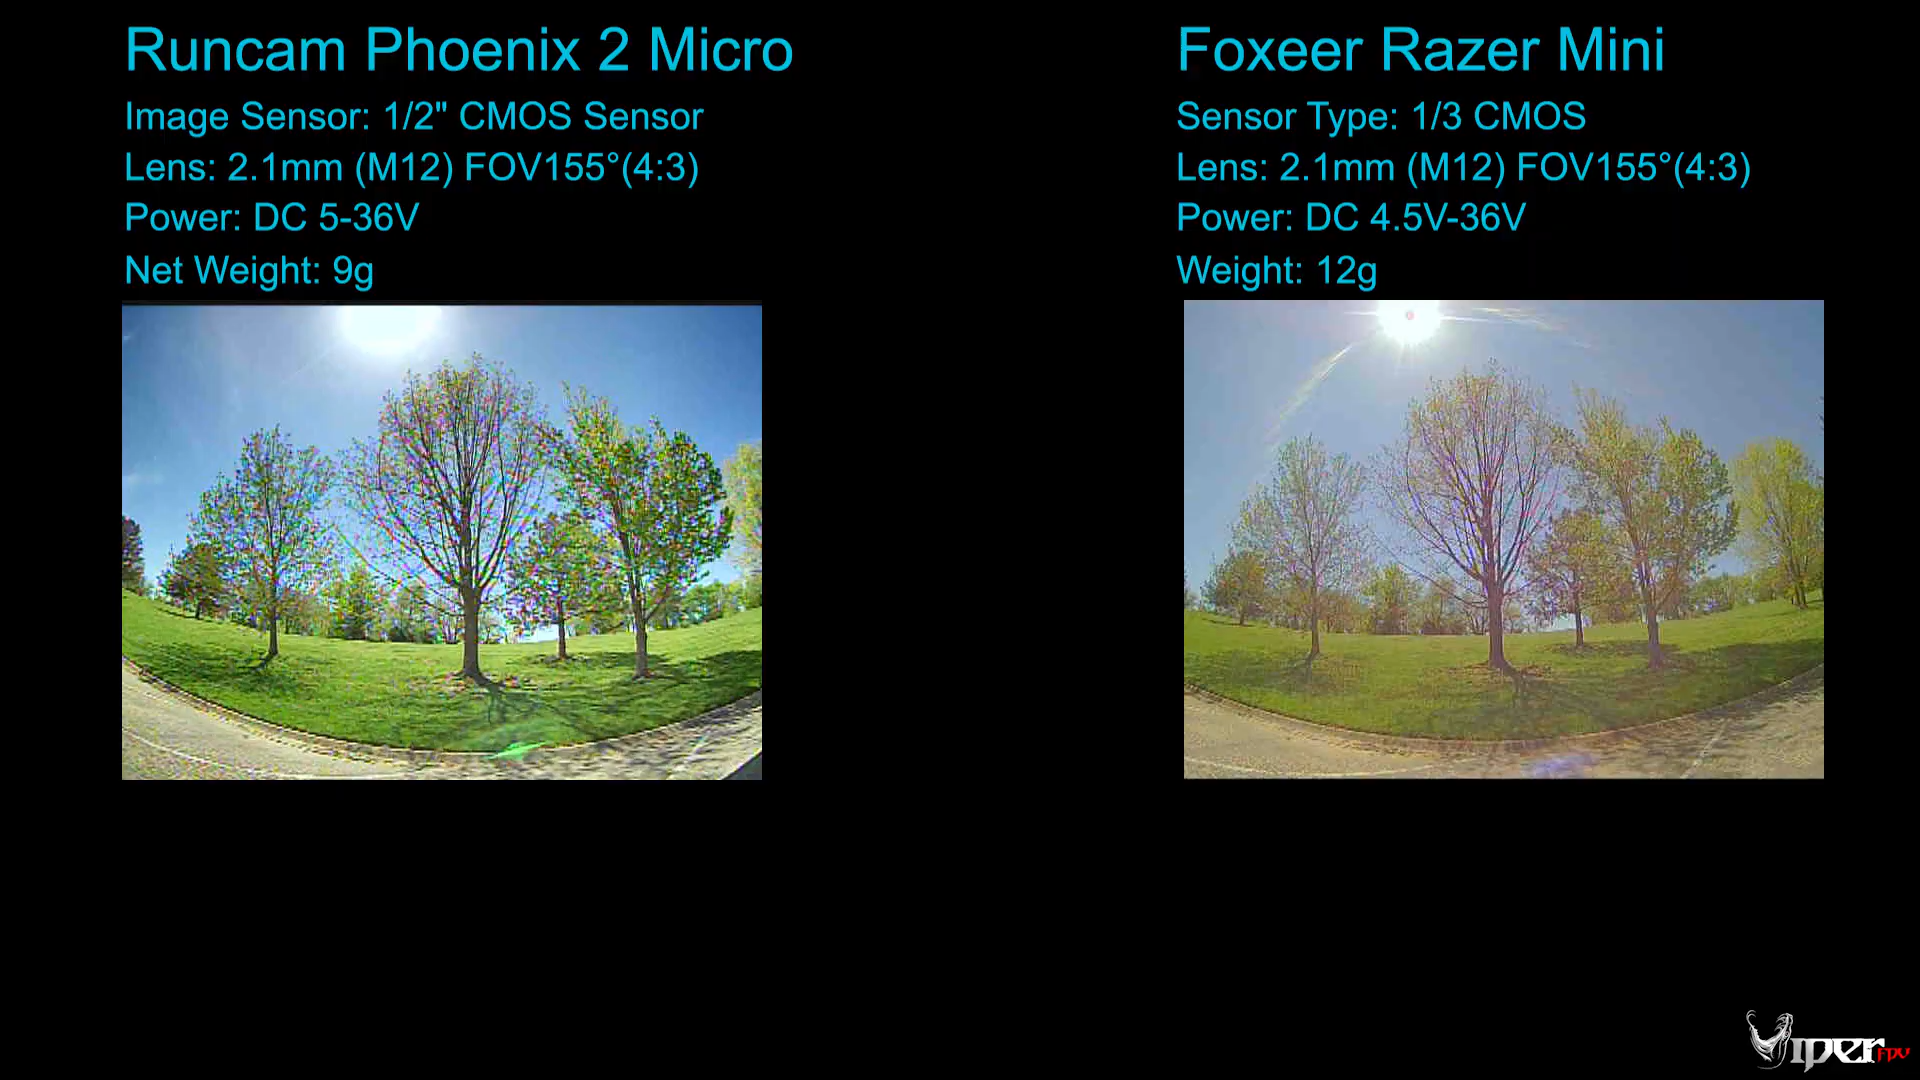 Runcam Phoenix 2 Micro
Image Sensor: 1/2" CMOS Sensor
Lens: 2.1mm (M12) FOV155°(4:3)
Power: DC 5-36V
Net Weight: 9g
Foxeer Razer Mini
Sensor Type: 1/3 CMOS
Lens: 2.1mm (M12) FOV155°(4:3)
Power: DC 4.5V-36V
Weight: 12g
Viper FPV